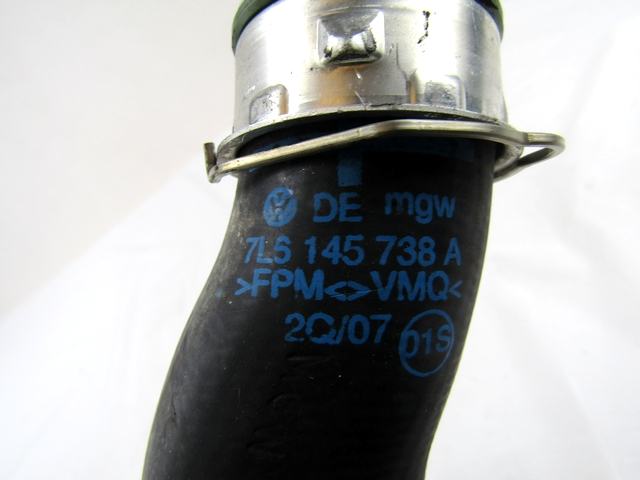 DE mgw
7L6 145 738 A
>FPM<>VMQ<
2Q/07 01S